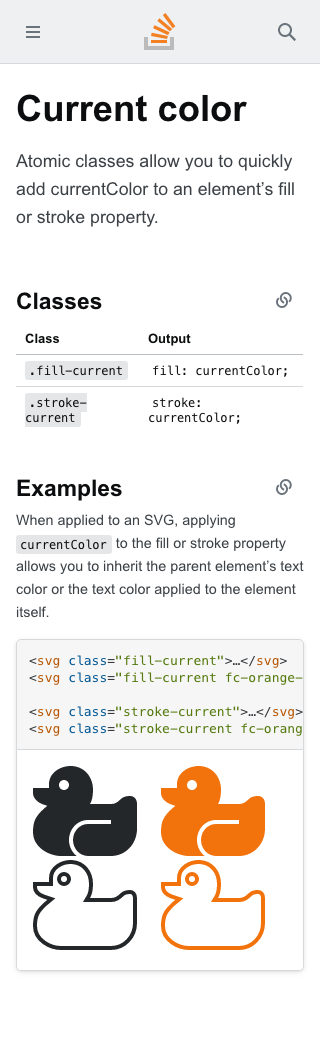 Current color
Atomic classes allow you to quickly
add currentColor to an element’s fill
or stroke property.
Classes
Class Output
.fill-current fill: currentColor;
.stroke- stroke:
current currentColor;
Examples
When applied to an SVG, applying
currentColor to the fill or stroke property
allows you to inherit the parent element’s text
color or the text color applied to the element
itself.
<svg class="fill-current">…</svg>
<svg class="fill-current fc-orange-
<svg class="stroke-current">…</svg>
<svg class="stroke-current fc-orang